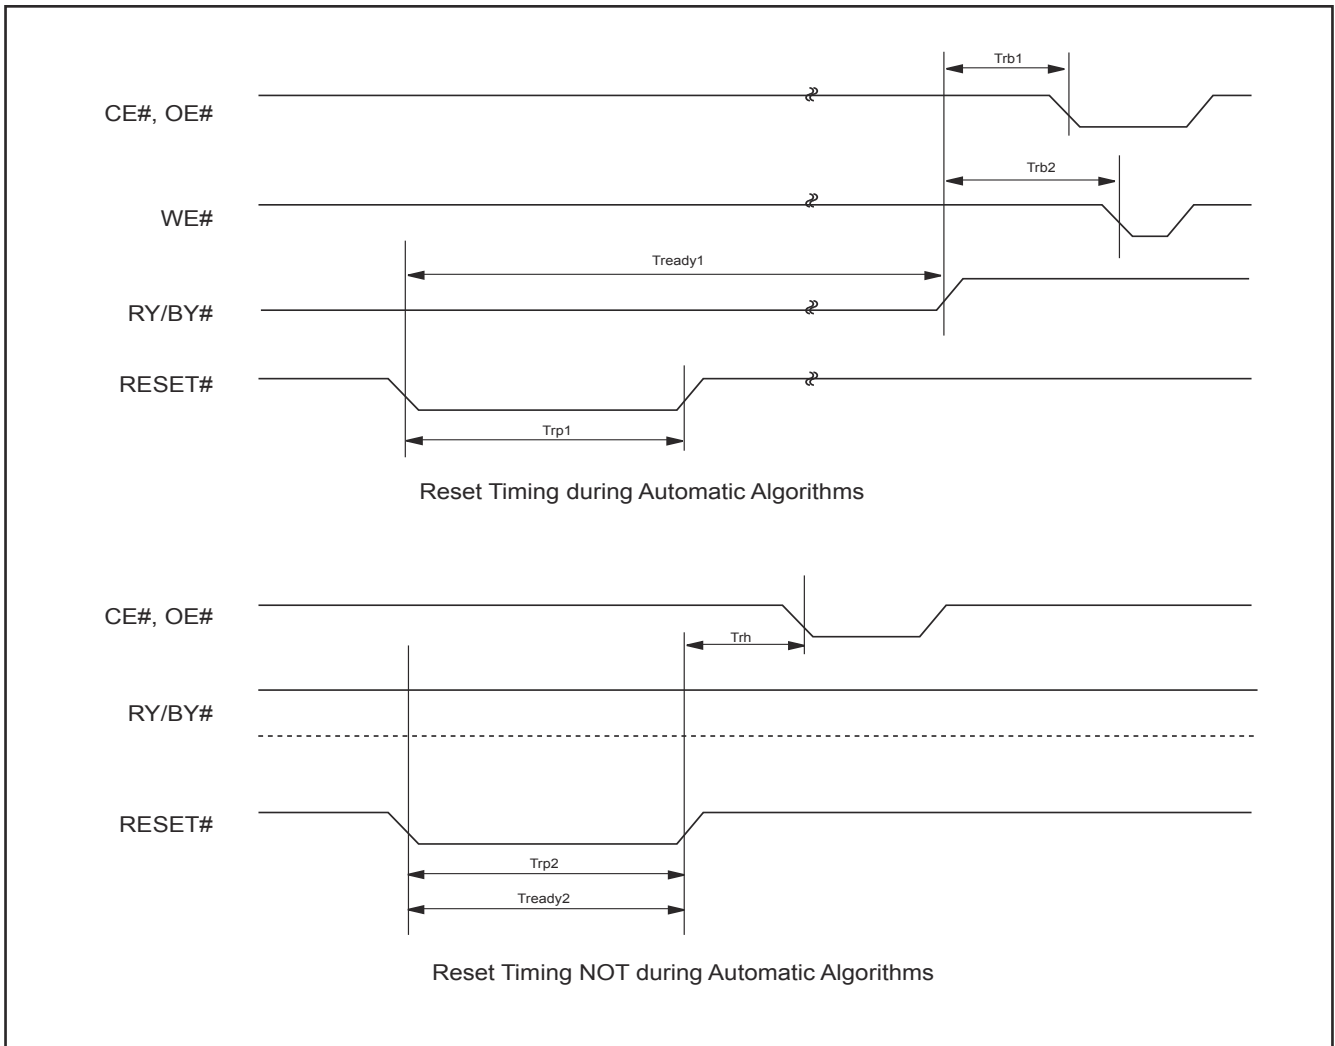 Trb1
CE#, OE#
Trb2
WE#
Tready1
RY/BY#
RESET#
Trp1
Reset Timing during Automatic Algorithms
CE#, OE#
Trh
RY/BY#
RESET#
Trp2
Tready2
Reset Timing NOT during Automatic Algorithms